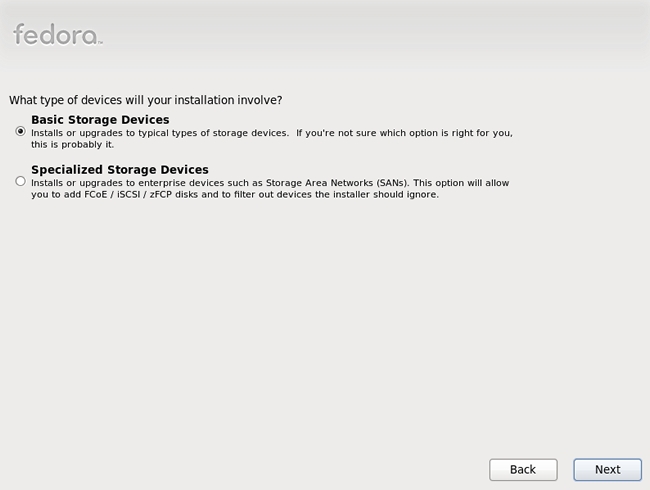 fedora™
What type of devices will your installation involve?
Basic Storage Devices
Installs or upgrades to typical types of storage devices.  If you're not sure which option is right for you,
this is probably it.
Specialized Storage Devices
Installs or upgrades to enterprise devices such as Storage Area Networks (SANs). This option will allow
you to add FCoE / iSCSI / zFCP disks and to filter out devices the installer should ignore.
Back
Next